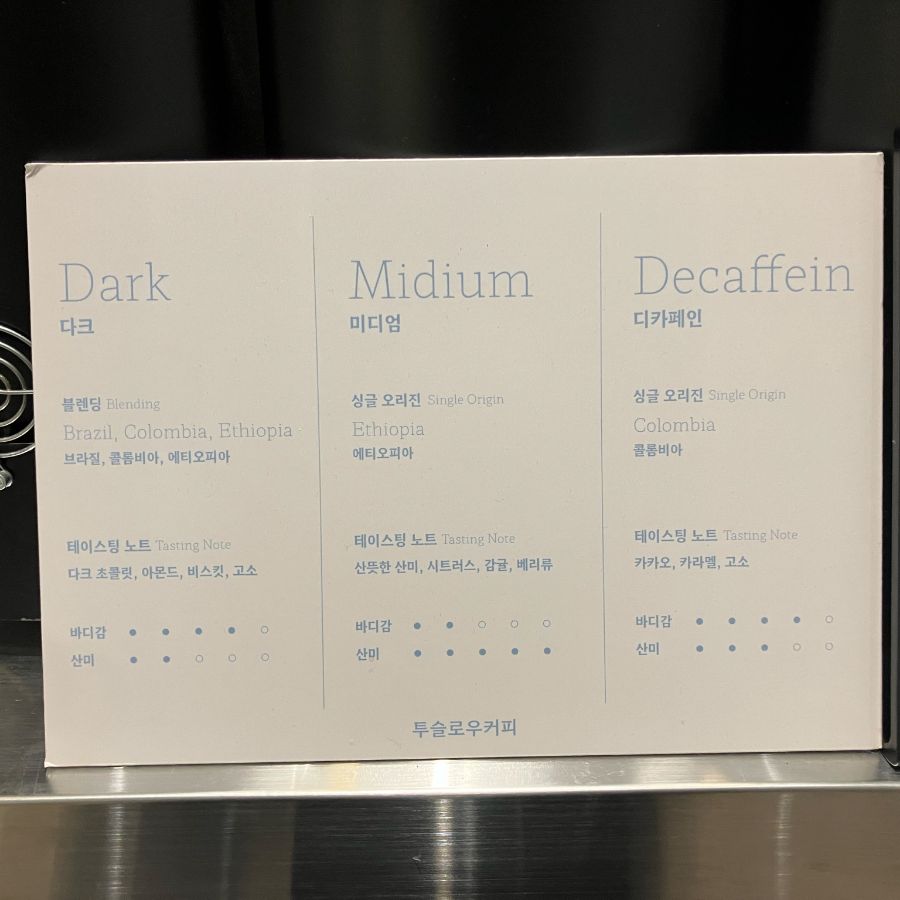 Dark
다크
블렌딩 Blending
Brazil, Colombia, Ethiopia
브라질, 콜롬비아, 에티오피아
테이스팅 노트 Tasting Note
다크 초콜릿, 아몬드, 비스킷, 고소
바디감
산미
Midium
미디엄
싱글 오리진 Single Origin
Ethiopia
에티오피아
테이스팅 노트 Tasting Note
산뜻한 산미, 시트러스, 감귤, 베리류
바디감
산미
Decaffein
디카페인
싱글 오리진 Single Origin
Colombia
콜롬비아
테이스팅 노트 Tasting Note
카카오, 카라멜, 고소
바디감
산미
투슬로우커피